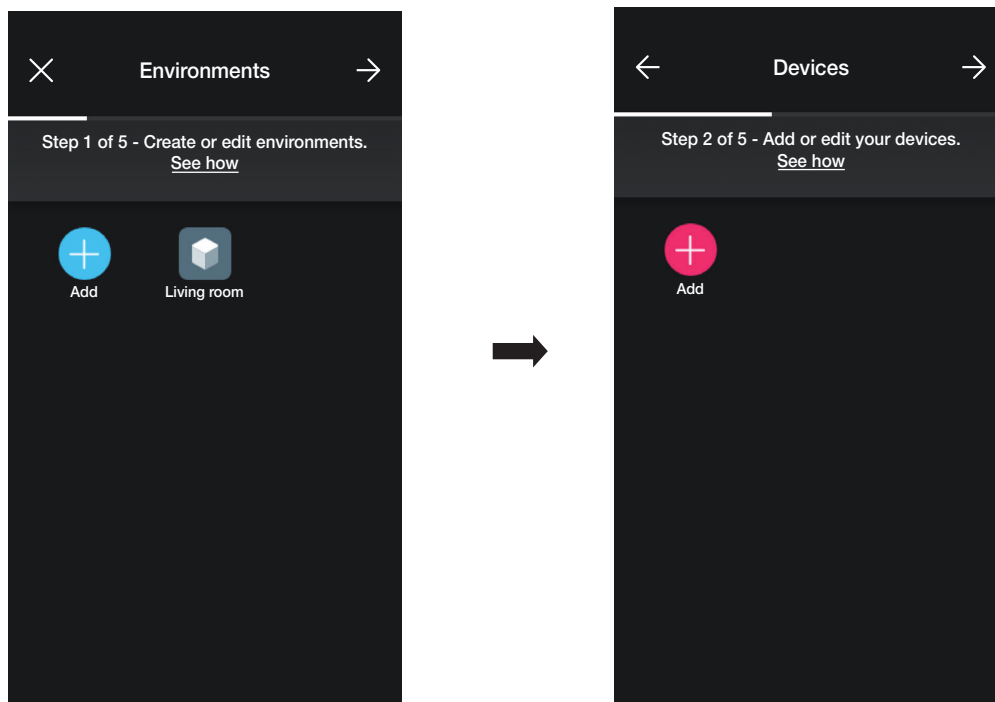 Environments
Step 1 of 5 - Create or edit environments.
See how
Add
Living room
Devices
Step 2 of 5 - Add or edit your devices.
See how
Add